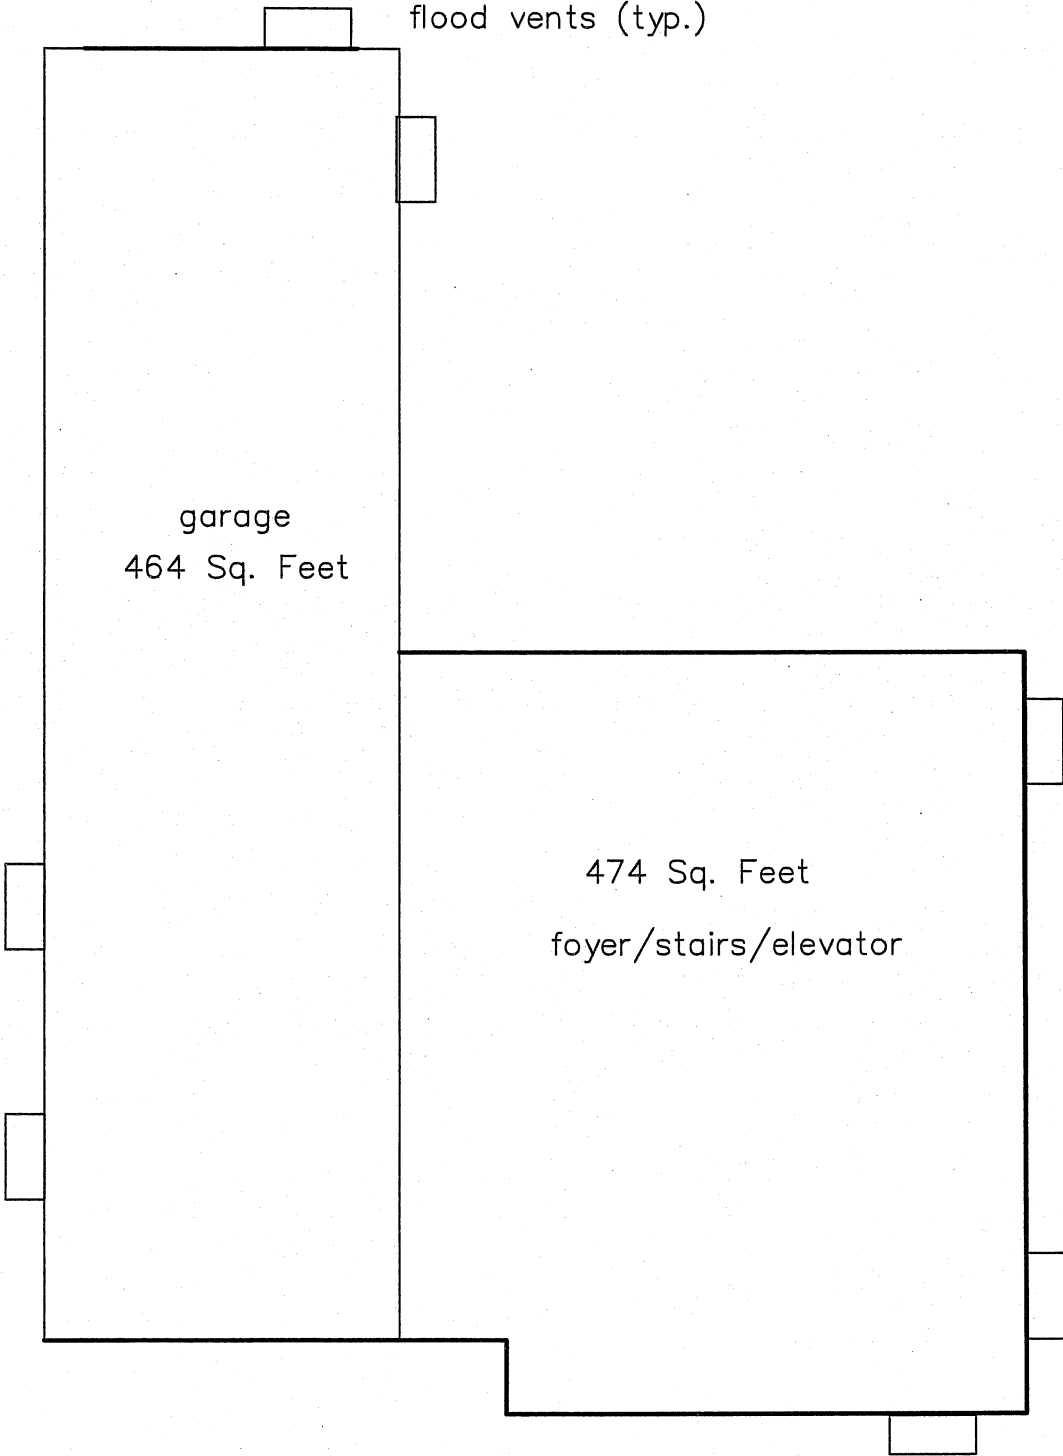 flood vents (typ.)
garage
464 Sq. Feet
474 Sq. Feet
foyer/stairs/elevator